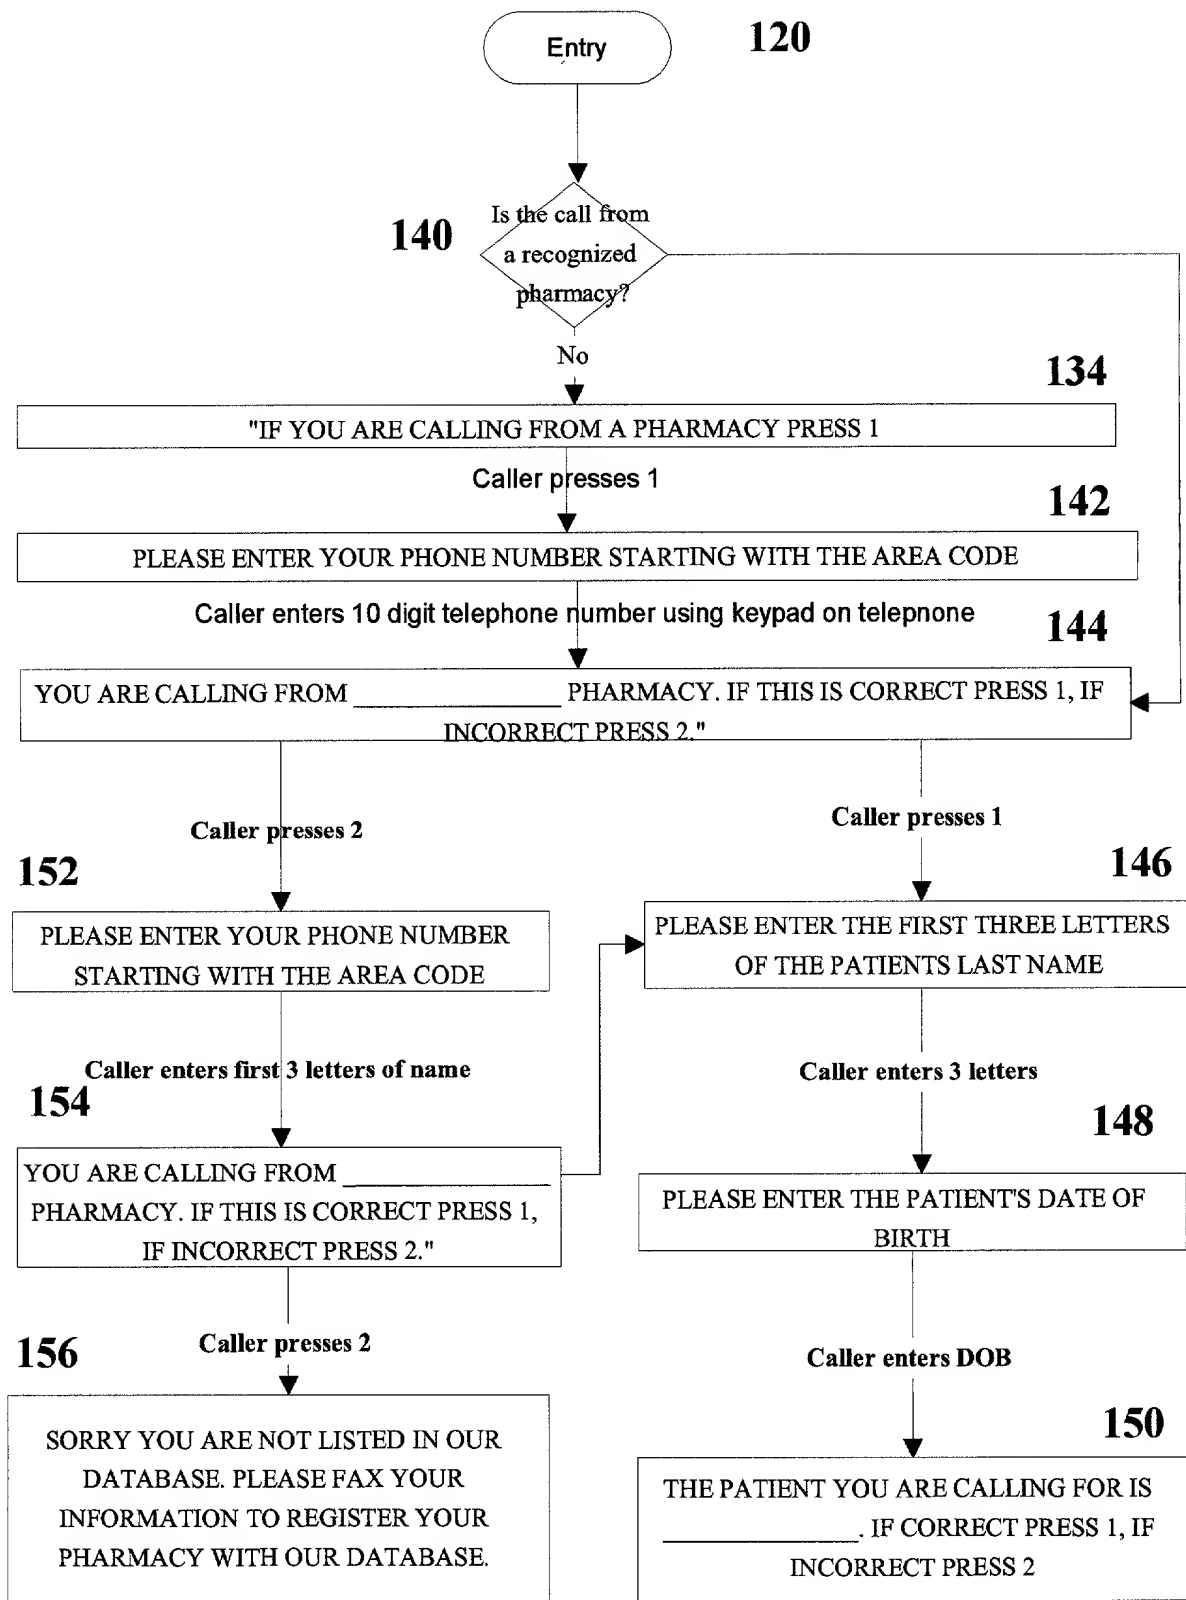 Entry
120
140
Is the call from
a recognized
pharmacy?
No
134
"IF YOU ARE CALLING FROM A PHARMACY PRESS 1
Caller presses 1
142
PLEASE ENTER YOUR PHONE NUMBER STARTING WITH THE AREA CODE
Caller enters 10 digit telephone number using keypad on telepnone
144
YOU ARE CALLING FROM ________________ PHARMACY. IF THIS IS CORRECT PRESS 1, IF
INCORRECT PRESS 2."
Caller presses 2
Caller presses 1
152
146
PLEASE ENTER YOUR PHONE NUMBER
STARTING WITH THE AREA CODE
PLEASE ENTER THE FIRST THREE LETTERS
OF THE PATIENTS LAST NAME
Caller enters first 3 letters of name
Caller enters 3 letters
154
148
YOU ARE CALLING FROM ________________
PHARMACY. IF THIS IS CORRECT PRESS 1,
IF INCORRECT PRESS 2."
PLEASE ENTER THE PATIENT'S DATE OF
BIRTH
156
Caller presses 2
Caller enters DOB
150
SORRY YOU ARE NOT LISTED IN OUR
DATABASE. PLEASE FAX YOUR
INFORMATION TO REGISTER YOUR
PHARMACY WITH OUR DATABASE.
THE PATIENT YOU ARE CALLING FOR IS
_______________. IF CORRECT PRESS 1, IF
INCORRECT PRESS 2